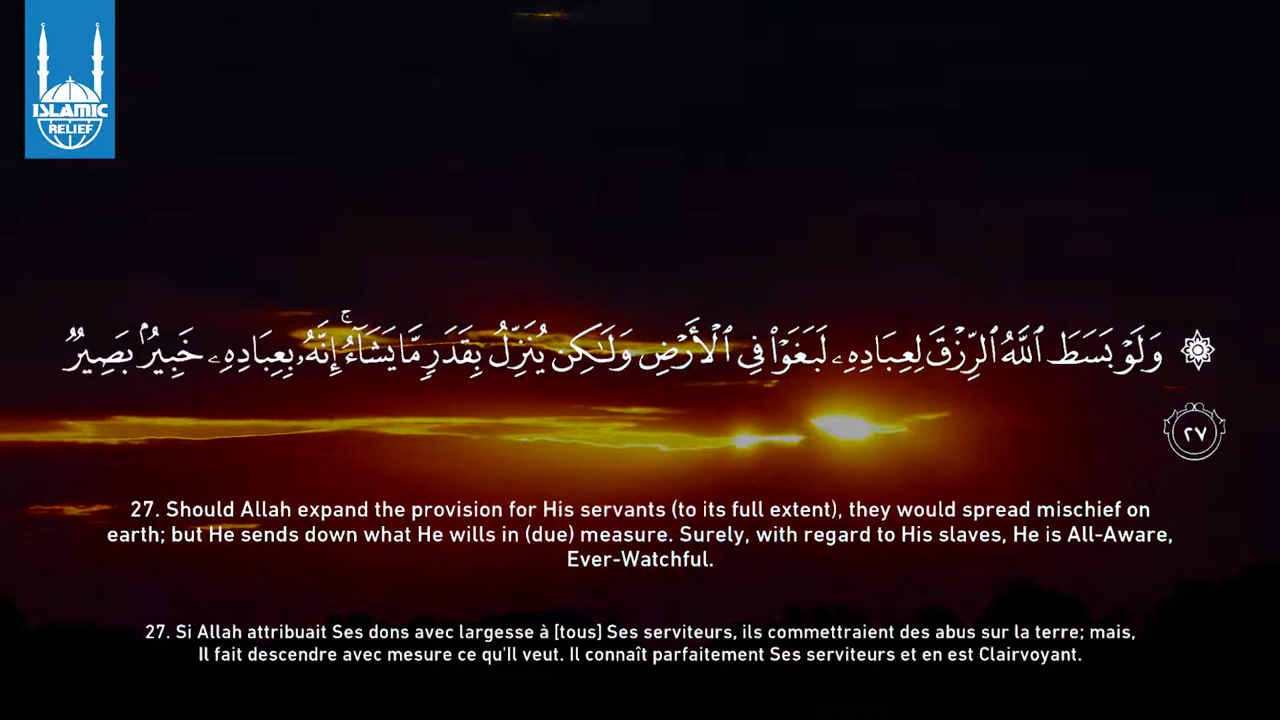 ISLAMIC
RELIEF
۞ وَلَوْ بَسَطَ ٱللَّهُ ٱلرِّزْقَ لِعِبَادِهِۦ لَبَغَوْا۟ فِى ٱلْأَرْضِ وَلَـٰكِن يُنَزِّلُ بِقَدَرٍ مَّا يَشَآءُ ۚ إِنَّهُۥ بِعِبَادِهِۦ خَبِيرٌۢ بَصِيرٌ
٢٧
27. Should Allah expand the provision for His servants (to its full extent), they would spread mischief on
earth; but He sends down what He wills in (due) measure. Surely, with regard to His slaves, He is All-Aware,
Ever-Watchful.
27. Si Allah attribuait Ses dons avec largesse à [tous] Ses serviteurs, ils commettraient des abus sur la terre; mais,
Il fait descendre avec mesure ce qu'Il veut. Il connaît parfaitement Ses serviteurs et en est Clairvoyant.